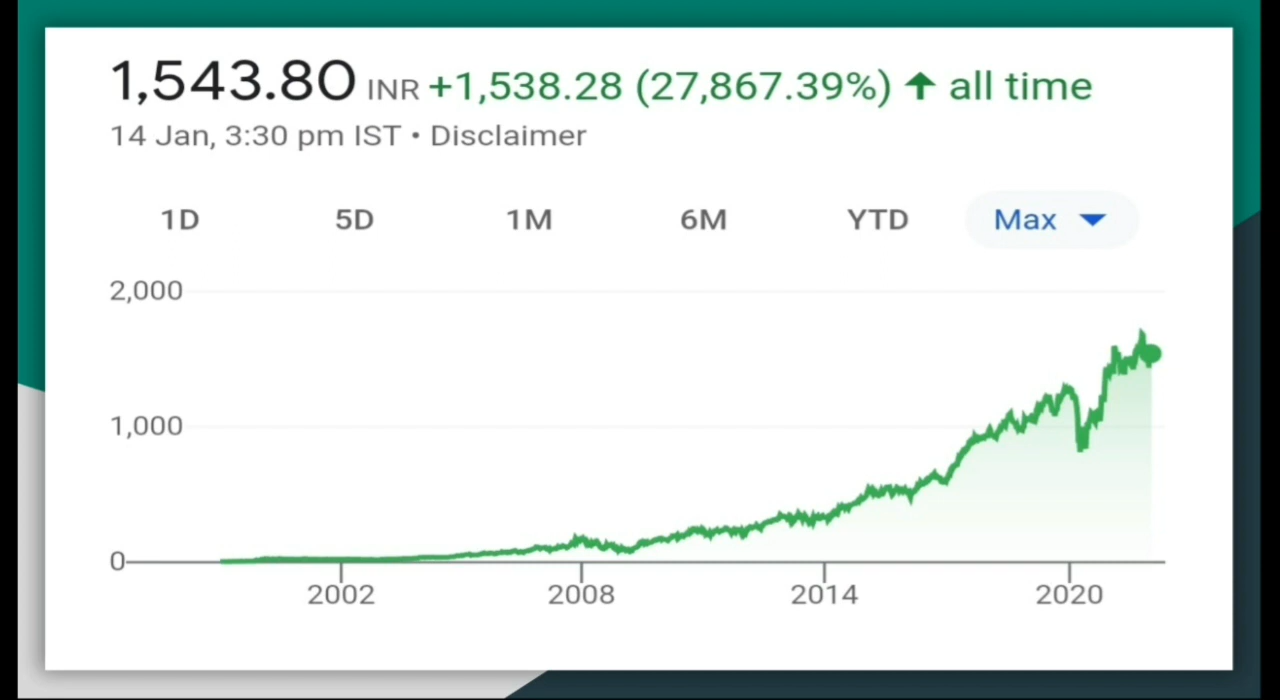 1,543.80 INR +1,538.28 (27,867.39%) ↑ all time
14 Jan, 3:30 pm IST • Disclaimer
1D 5D 1M 6M YTD Max
2,000
1,000
0
2002 2008 2014 2020